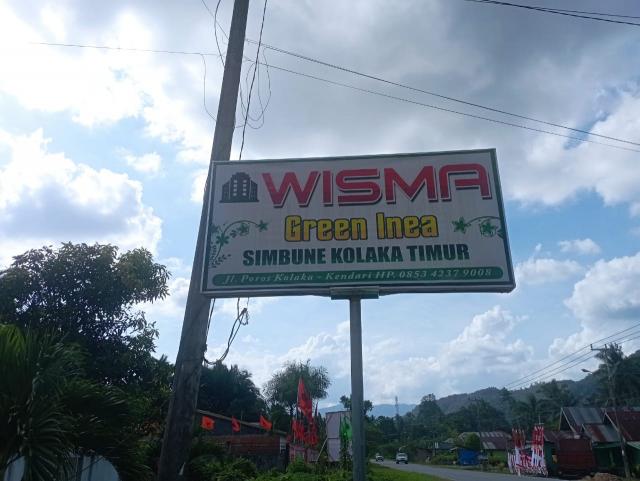 WISMA
Green Inea
SIMBUNE KOLAKA TIMUR
Jl. Poros Kolaka - Kendari HP. 0853 4237 9008